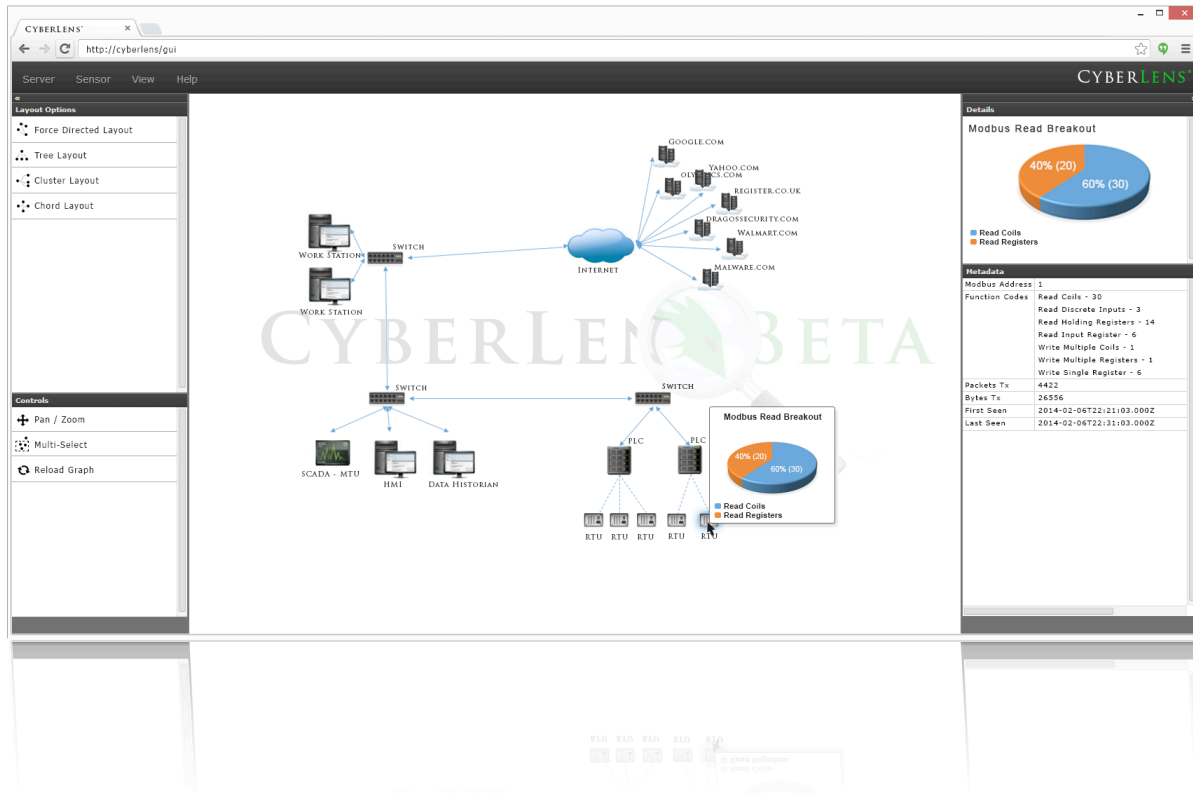 CYBERLENS
http://cyberlens/gui
Server Sensor View Help
CYBERLENS
Layout Options
Force Directed Layout
Tree Layout
Cluster Layout
Chord Layout
Controls
Pan / Zoom
Multi-Select
Reload Graph
CYBERLENS BETA
GOOGLE.COM
YAHOO.COM
REGISTER.CO.UK
DRAGOSSECURITY.COM
WALMART.COM
MALWARE.COM
INTERNET
SWITCH
WORK STATION
WORK STATION
SWITCH
SWITCH
SCADA - MTU
HMI
DATA HISTORIAN
PLC
PLC
RTU RTU RTU RTU RTU
Modbus Read Breakout
40% (20)
60% (30)
Read Coils
Read Registers
Details
Modbus Read Breakout
40% (20)
60% (30)
Read Coils
Read Registers
Metadata
Modbus Address 1
Function Codes Read Coils - 30
Read Discrete Inputs - 3
Read Holding Registers - 14
Read Input Register - 6
Write Multiple Coils - 1
Write Multiple Registers - 1
Write Single Register - 6
Packets Tx 4422
Bytes Tx 26556
First Seen 2014-02-06T22:21:03.000Z
Last Seen 2014-02-06T22:31:03.000Z